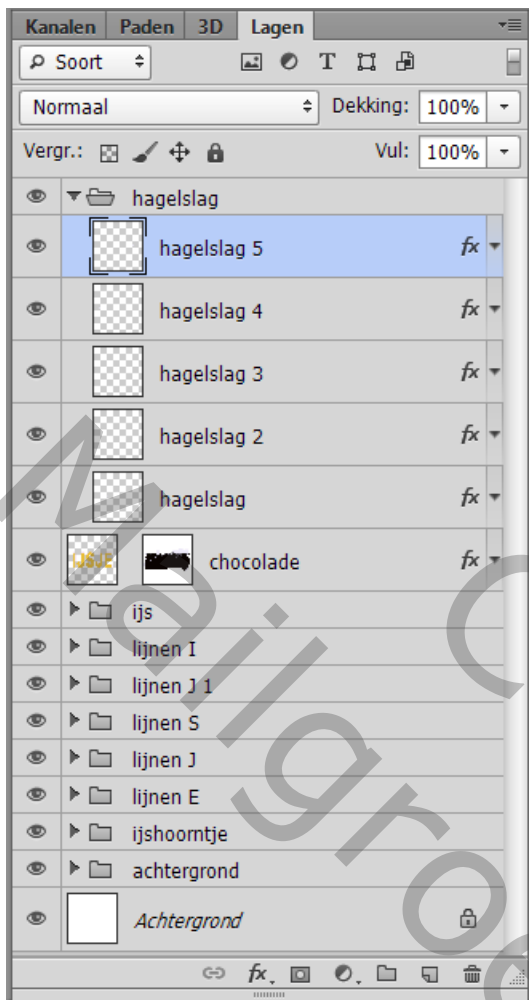 Kanalen Paden 3D Lagen
Soort T
Normaal Dekking: 100%
Vergr.: Vul: 100%
hagelslag
hagelslag 5 fx
hagelslag 4 fx
hagelslag 3 fx
hagelslag 2 fx
hagelslag fx
IJSJE chocolade fx
ijs
lijnen I
lijnen J 1
lijnen S
lijnen J
lijnen E
ijshoorntje
achtergrond
Achtergrond
fx